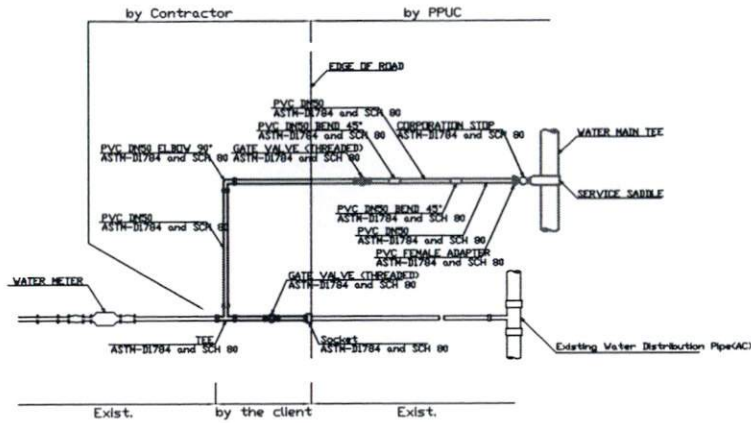 by Contractor
by PPUC
EDGE OF ROAD
PVC DN50
ASTM-D1784 and SCH 80
PVC DN50 BEND 45°
ASTM-D1784 and SCH 80
CORPORATION STOP
ASTM-D1784 and SCH 80
WATER MAIN TEE
PVC DN50 ELBOW 90°
ASTM-D1784 and SCH 80
GATE VALVE (THREADED)
ASTM-D1784 and SCH 80
SERVICE SADDLE
PVC DN50
ASTM-D1784 and SCH 80
PVC DN50 BEND 45°
ASTM-D1784 and SCH 80
PVC DN50
ASTM-D1784 and SCH 80
PVC FEMALE ADAPTER
ASTM-D1784 and SCH 80
WATER METER
GATE VALVE (THREADED)
ASTM-D1784 and SCH 80
TEE
ASTM-D1784 and SCH 80
Socket
ASTM-D1784 and SCH 80
Existing Water Distribution Pipe(AC)
Exist.
by the client
Exist.